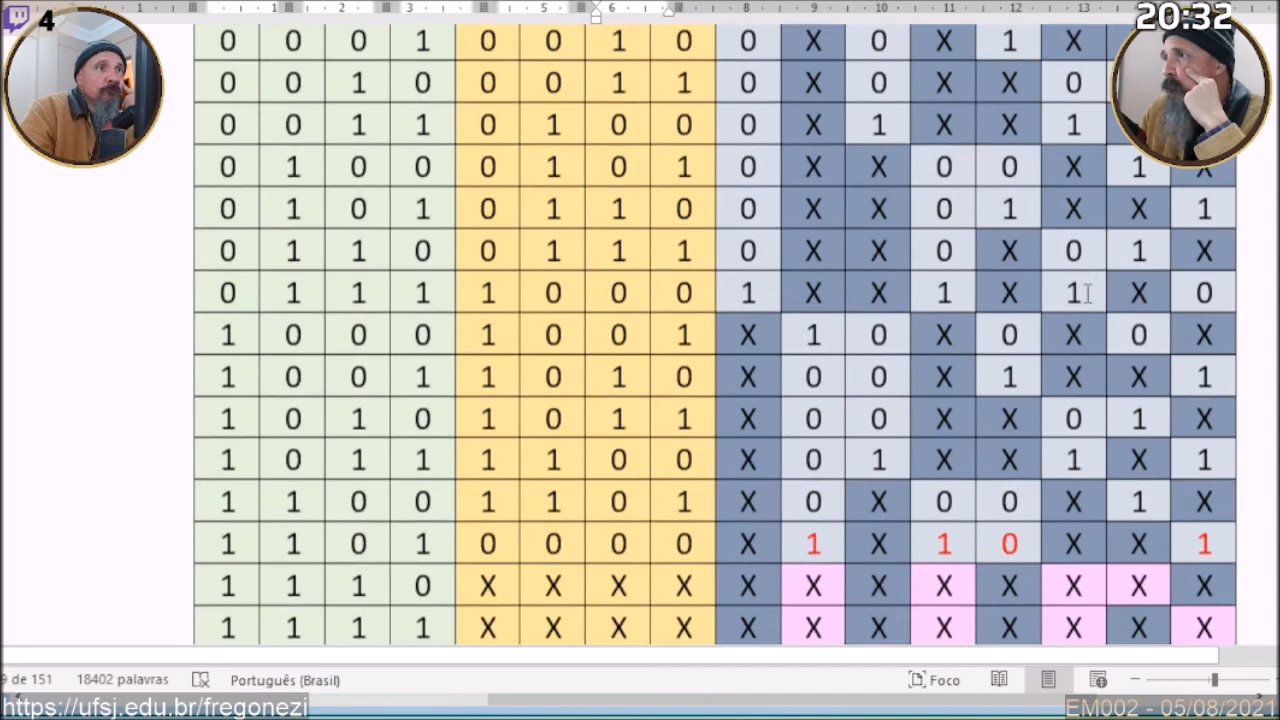 4
1 1 2 3 5 6 7 8 9 10 11 12 13
20:32
0 0 0 1 0 0 1 0 0 X 0 X 1 X
0 0 1 0 0 0 1 1 0 X 0 X X 0
0 0 1 1 0 1 0 0 0 X 1 X X 1
0 1 0 0 0 1 0 1 0 X X 0 0 X 1 X
0 1 0 1 0 1 1 0 0 X X 0 1 X X 1
0 1 1 0 0 1 1 1 0 X X 0 X 0 1 X
0 1 1 1 1 0 0 0 1 X X 1 X 1 X 0
1 0 0 0 1 0 0 1 X 1 0 X 0 X 0 X
1 0 0 1 1 0 1 0 X 0 0 X 1 X X 1
1 0 1 0 1 0 1 1 X 0 0 X X 0 1 X
1 0 1 1 1 1 0 0 X 0 1 X X 1 X 1
1 1 0 0 1 1 0 1 X 0 X 0 0 X 1 X
1 1 0 1 0 0 0 0 X 1 X 1 0 X X 1
1 1 1 0 X X X X X X X X X X X X
1 1 1 1 X X X X X X X X X X X X
9 de 151 18402 palavras Português (Brasil) Foco
https://ufsj.edu.br/fregonezi
EM002 - 05/08/2021